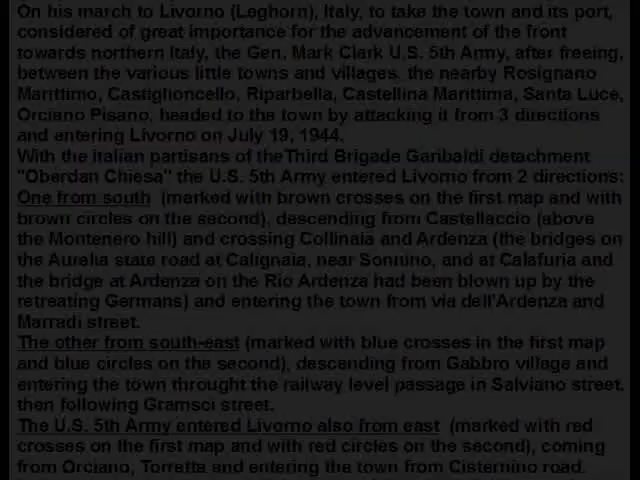 On his march to Livorno (Leghorn), Italy, to take the town and its port,
considered of great importance for the advancement of the front
towards northern Italy, the Gen. Mark Clark U.S. 5th Army, after freeing,
between the various little towns and villages, the nearby Rosignano
Marittimo, Castiglioncello, Riparbella, Castellina Marittima, Santa Luce,
Orciano Pisano, headed to the town by attacking it from 3 directions
and entering Livorno on July 19, 1944.
With the italian partisans of theThird Brigade Garibaldi detachment
"Oberdan Chiesa" the U.S. 5th Army entered Livorno from 2 directions:
One from south (marked with brown crosses on the first map and with
brown circles on the second), descending from Castellaccio (above
the Montenero hill) and crossing Collinaia and Ardenza (the bridges on
the Aurelia state road at Calignaia, near Sonnino, and at Calafuria and
the bridge at Ardenza on the Rio Ardenza had been blown up by the
retreating Germans) and entering the town from via dell'Ardenza and
Marradi street.
The other from south-east (marked with blue crosses in the first map
and blue circles on the second), descending from Gabbro village and
entering the town throught the railway level passage in Salviano street,
then following Gramsci street.
The U.S. 5th Army entered Livorno also from east (marked with red
crosses on the first map and with red circles on the second), coming
from Orciano, Torretta and entering the town from Cisternino road.